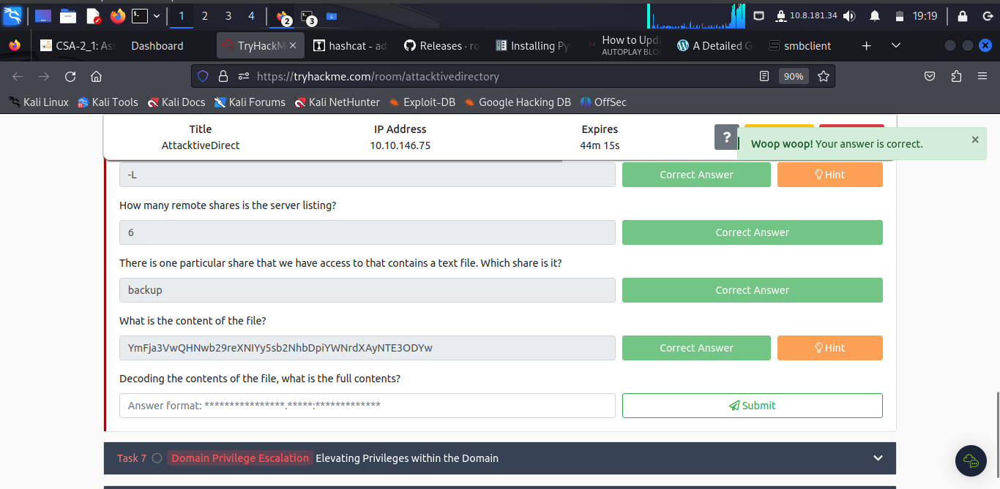 1 2 3 4 2 3 10.8.181.34 19:19
CSA-2_1: Ass Dashboard TryHackM hashcat - ad Releases · ro Installing Py How to Upd A Detailed G smbclient
AUTOPLAY BLOC
https://tryhackme.com/room/attacktivedirectory 90%
Kali Linux Kali Tools Kali Docs Kali Forums Kali NetHunter Exploit-DB Google Hacking DB OffSec
Title IP Address Expires
AttacktiveDirect 10.10.146.75 44m 15s
?
Woop woop! Your answer is correct.
-L Correct Answer Hint
How many remote shares is the server listing?
6 Correct Answer
There is one particular share that we have access to that contains a text file. Which share is it?
backup Correct Answer
What is the content of the file?
YmFja3VwQHNwb29reXNlYy5sb2NhbDpiYWNrdXAyNTE3ODYw Correct Answer Hint
Decoding the contents of the file, what is the full contents?
Answer format: ****************.*****:************* Submit
Task 7 Domain Privilege Escalation Elevating Privileges within the Domain